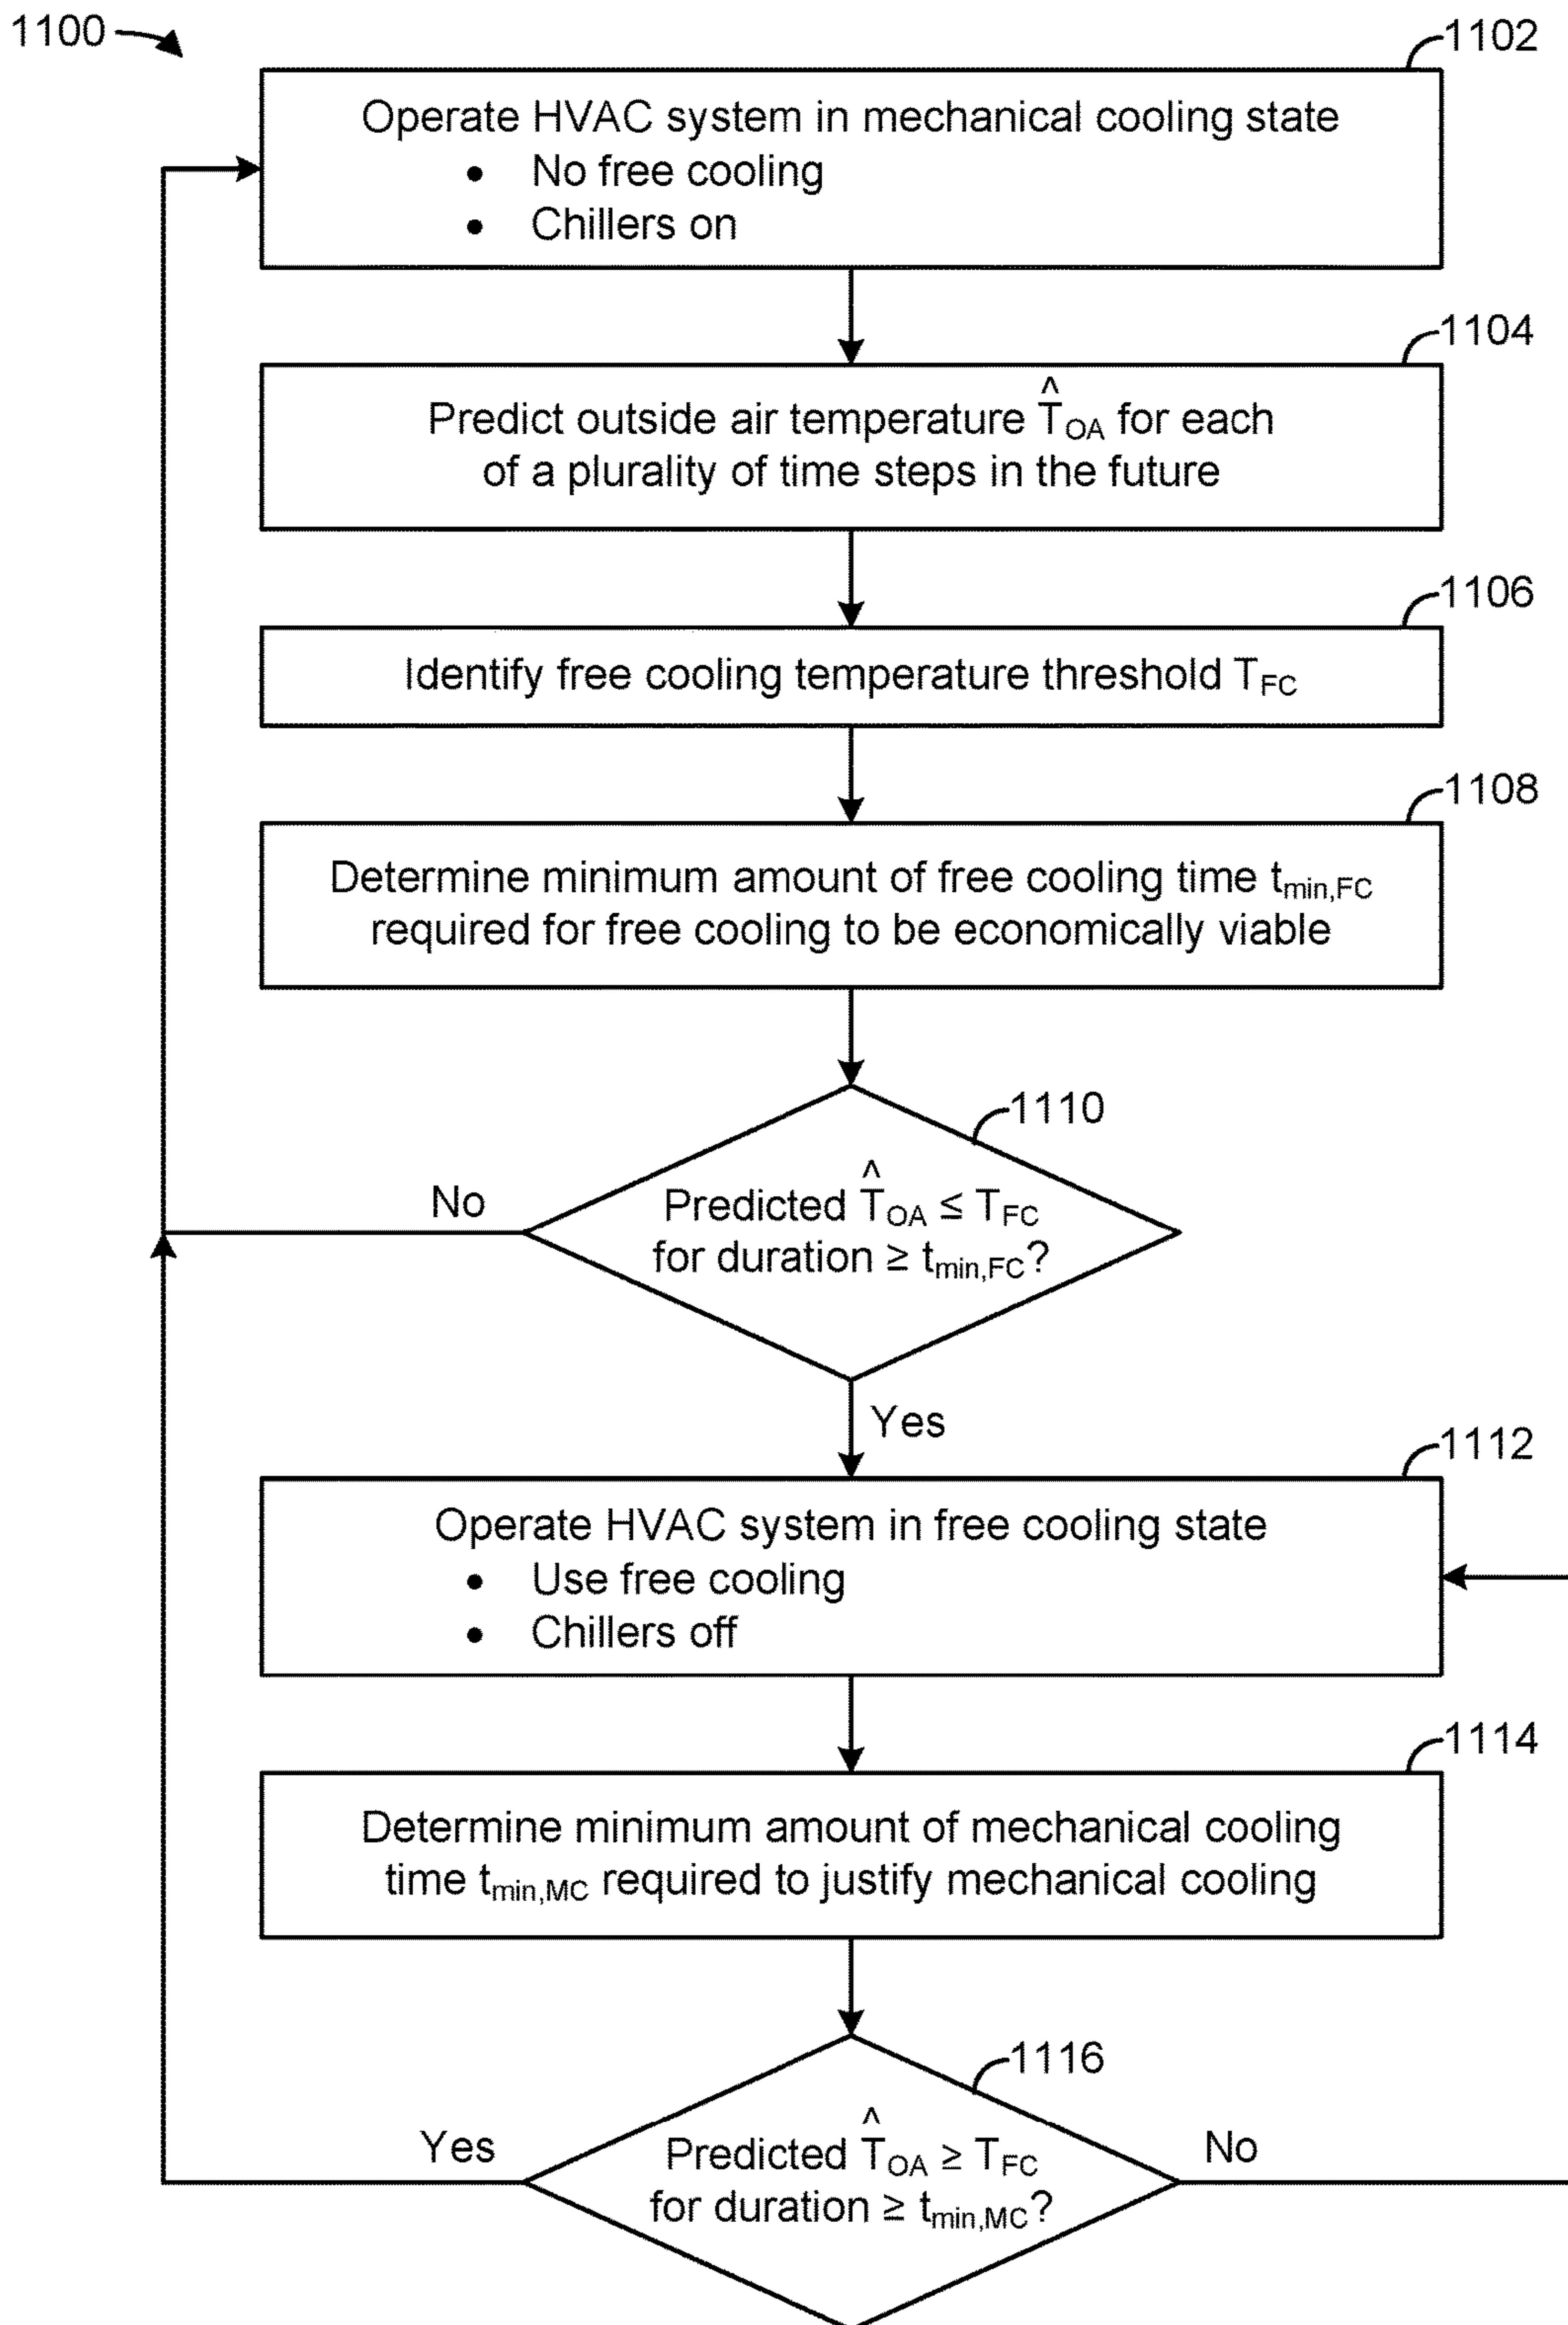 1100
1102
Operate HVAC system in mechanical cooling state
• No free cooling
• Chillers on
1104
Predict outside air temperature T̂OA for each
of a plurality of time steps in the future
1106
Identify free cooling temperature threshold TFC
1108
Determine minimum amount of free cooling time tmin,FC
required for free cooling to be economically viable
1110
No
Predicted T̂OA ≤ TFC
for duration ≥ tmin,FC?
Yes
1112
Operate HVAC system in free cooling state
• Use free cooling
• Chillers off
1114
Determine minimum amount of mechanical cooling
time tmin,MC required to justify mechanical cooling
1116
Yes
Predicted T̂OA ≥ TFC
for duration ≥ tmin,MC?
No